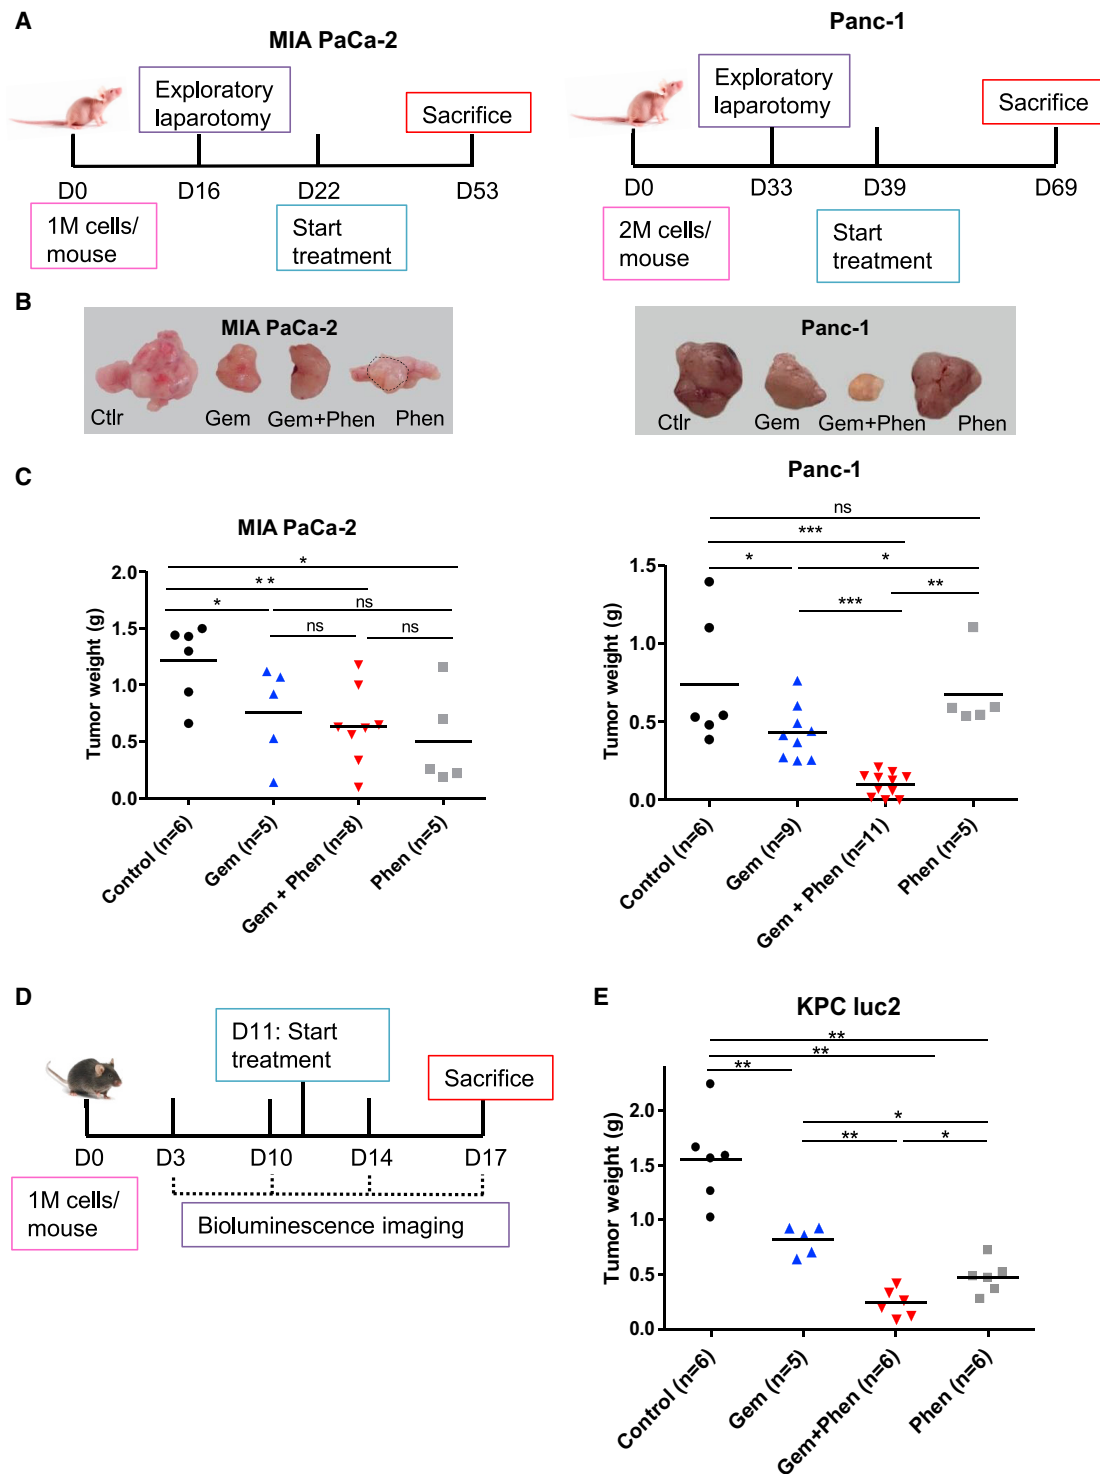 A
MIA PaCa-2
Exploratory
laparotomy
Sacrifice
D0
D16
D22
D53
1M cells/
mouse
Start
treatment
Panc-1
Exploratory
laparotomy
Sacrifice
D0
D33
D39
D69
2M cells/
mouse
Start
treatment
B
MIA PaCa-2
Ctlr
Gem
Gem+Phen
Phen
Panc-1
Ctlr
Gem
Gem+Phen
Phen
C
MIA PaCa-2
*
**
*
ns
ns
ns
Tumor weight (g)
2.0
1.5
1.0
0.5
0.0
Control (n=6)
Gem (n=5)
Gem + Phen (n=8)
Phen (n=5)
Panc-1
ns
***
*
*
**
***
Tumor weight (g)
1.5
1.0
0.5
0.0
Control (n=6)
Gem (n=9)
Gem + Phen (n=11)
Phen (n=5)
D
D11: Start
treatment
Sacrifice
D0
D3
D10
D14
D17
1M cells/
mouse
Bioluminescence imaging
E
KPC luc2
**
**
**
*
**
*
Tumor weight (g)
2.0
1.5
1.0
0.5
0.0
Control (n=6)
Gem (n=5)
Gem+Phen (n=6)
Phen (n=6)